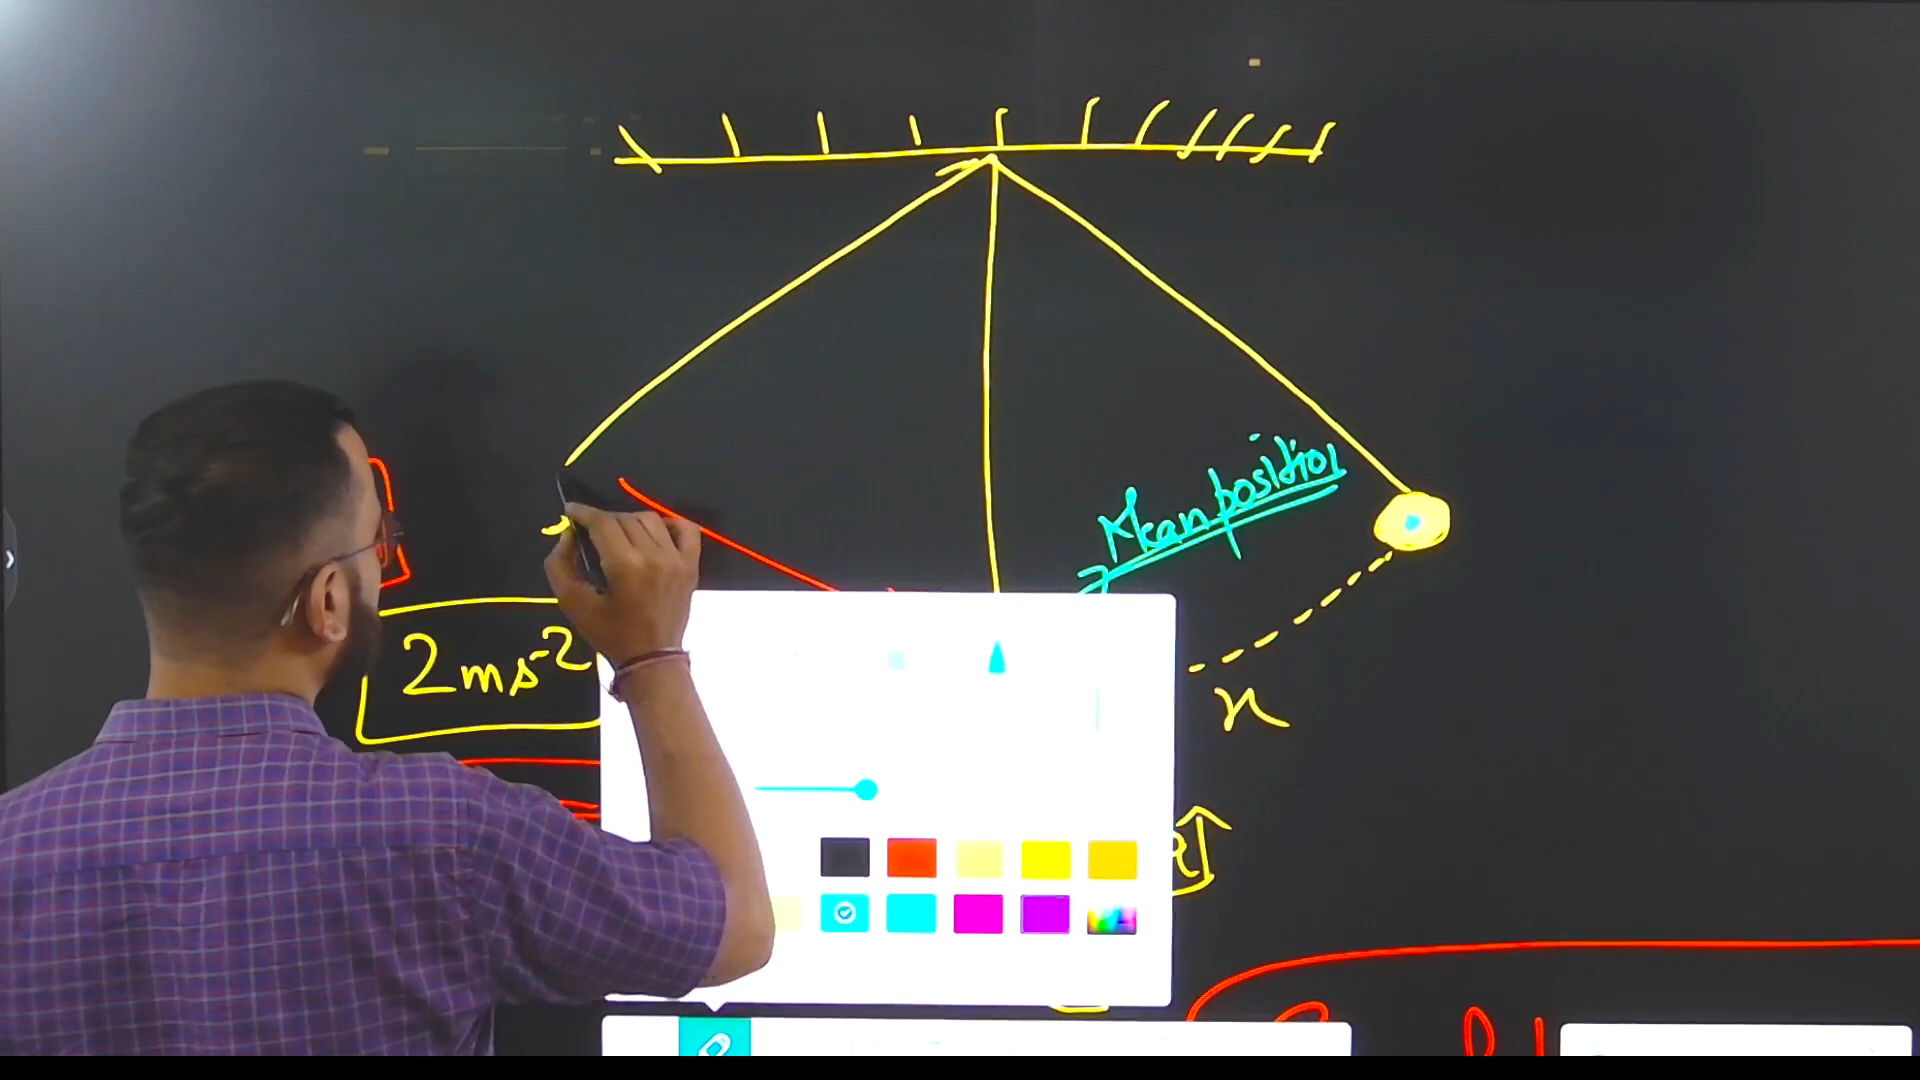 Mean position
2ms⁻²
x